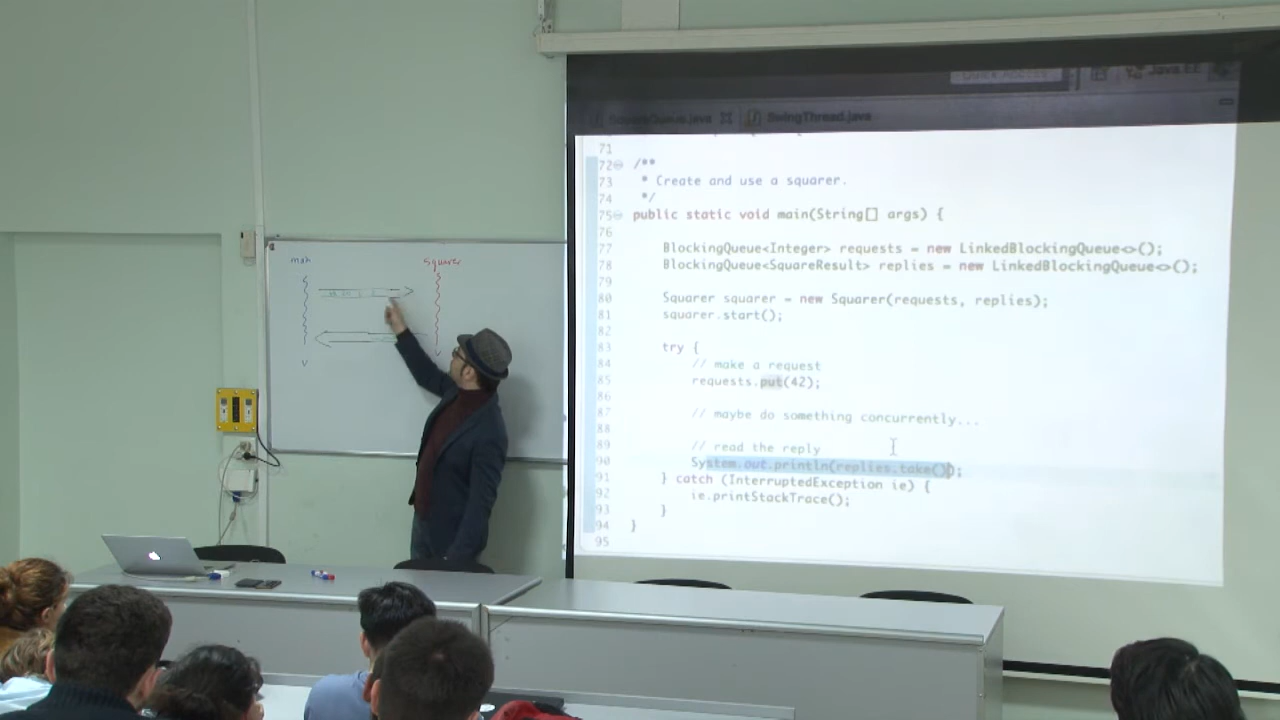 main
squarer
SwingThread.java
71
72 /**
73 * Create and use a squarer.
74 */
75 public static void main(String[] args) {
76
77 BlockingQueue<Integer> requests = new LinkedBlockingQueue<>();
78 BlockingQueue<SquareResult> replies = new LinkedBlockingQueue<>();
79
80 Squarer squarer = new Squarer(requests, replies);
81 squarer.start();
82
83 try {
84 // make a request
85 requests.put(42);
86
87 // maybe do something concurrently...
88
89 // read the reply
90 System.out.println(replies.take());
91 } catch (InterruptedException ie) {
92 ie.printStackTrace();
93 }
94 }
95